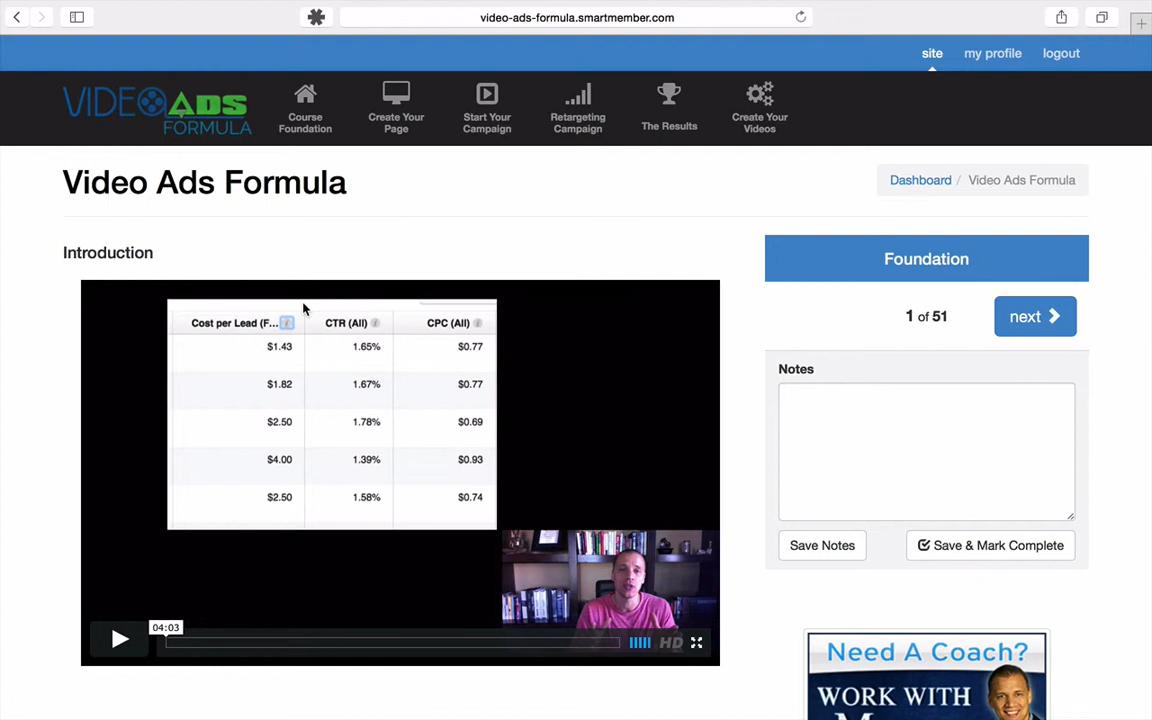 video-ads-formula.smartmember.com
site my profile logout
VIDEO ADS
FORMULA
Course
Foundation
Create Your
Page
Start Your
Campaign
Retargeting
Campaign
The Results
Create Your
Videos
Video Ads Formula
Dashboard / Video Ads Formula
Introduction
Cost per Lead (F... CTR (All) CPC (All)
$1.43 1.65% $0.77
$1.82 1.67% $0.77
$2.50 1.78% $0.69
$4.00 1.39% $0.93
$2.50 1.58% $0.74
04:03
HD
Foundation
1 of 51
next
Notes
Save Notes
Save & Mark Complete
Need A Coach?
WORK WITH